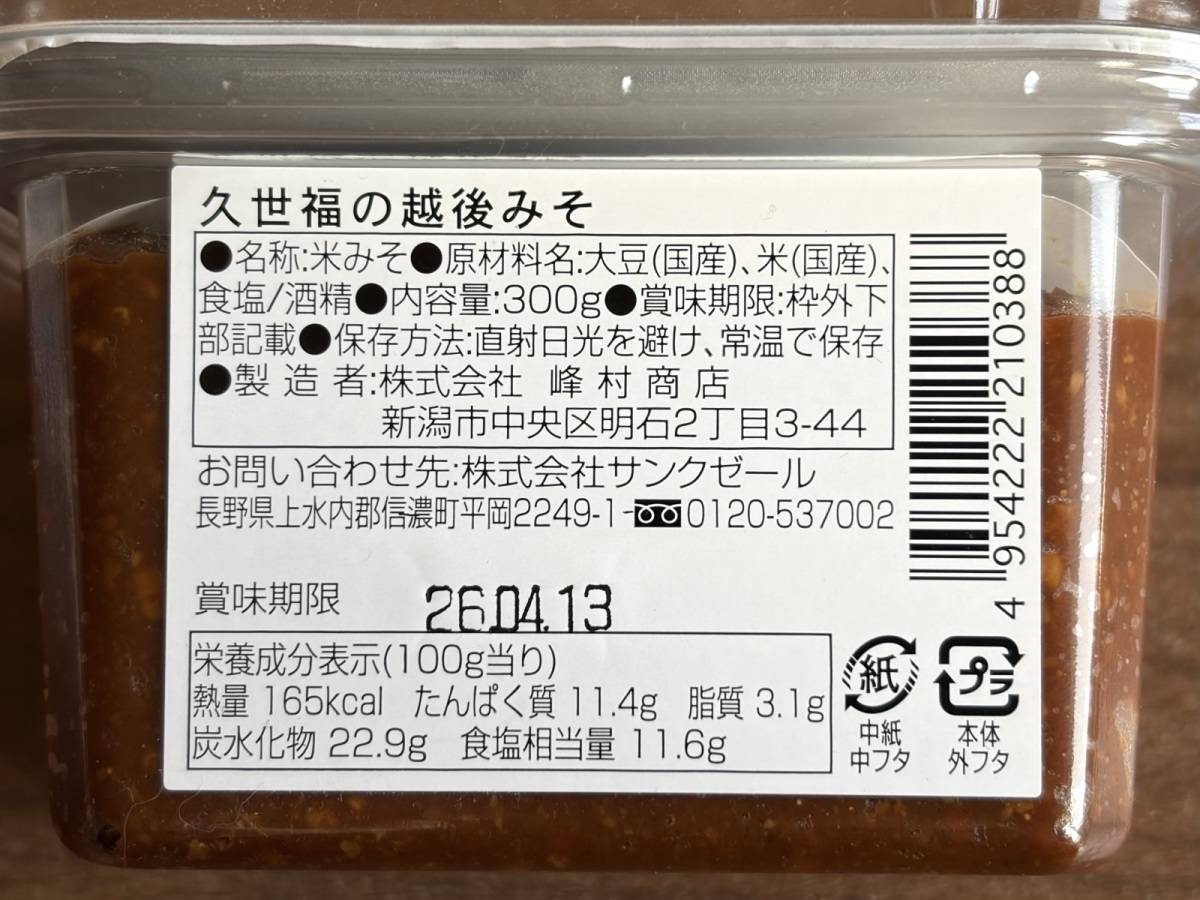 久世福の越後みそ
●名称:米みそ●原材料名:大豆(国産)、米(国産)、
食塩/酒精●内容量:300g●賞味期限:枠外下
部記載●保存方法:直射日光を避け、常温で保存
●製造者:株式会社 峰村商店
新潟市中央区明石2丁目3-44
お問い合わせ先:株式会社サンクゼール
長野県上水内郡信濃町平岡2249-1 0120-537002
賞味期限 26.04.13
栄養成分表示(100g当り)
熱量 165kcal たんぱく質 11.4g 脂質 3.1g
炭水化物 22.9g 食塩相当量 11.6g
4954222210388
紙
中紙
中フタ
プラ
本体
外フタ